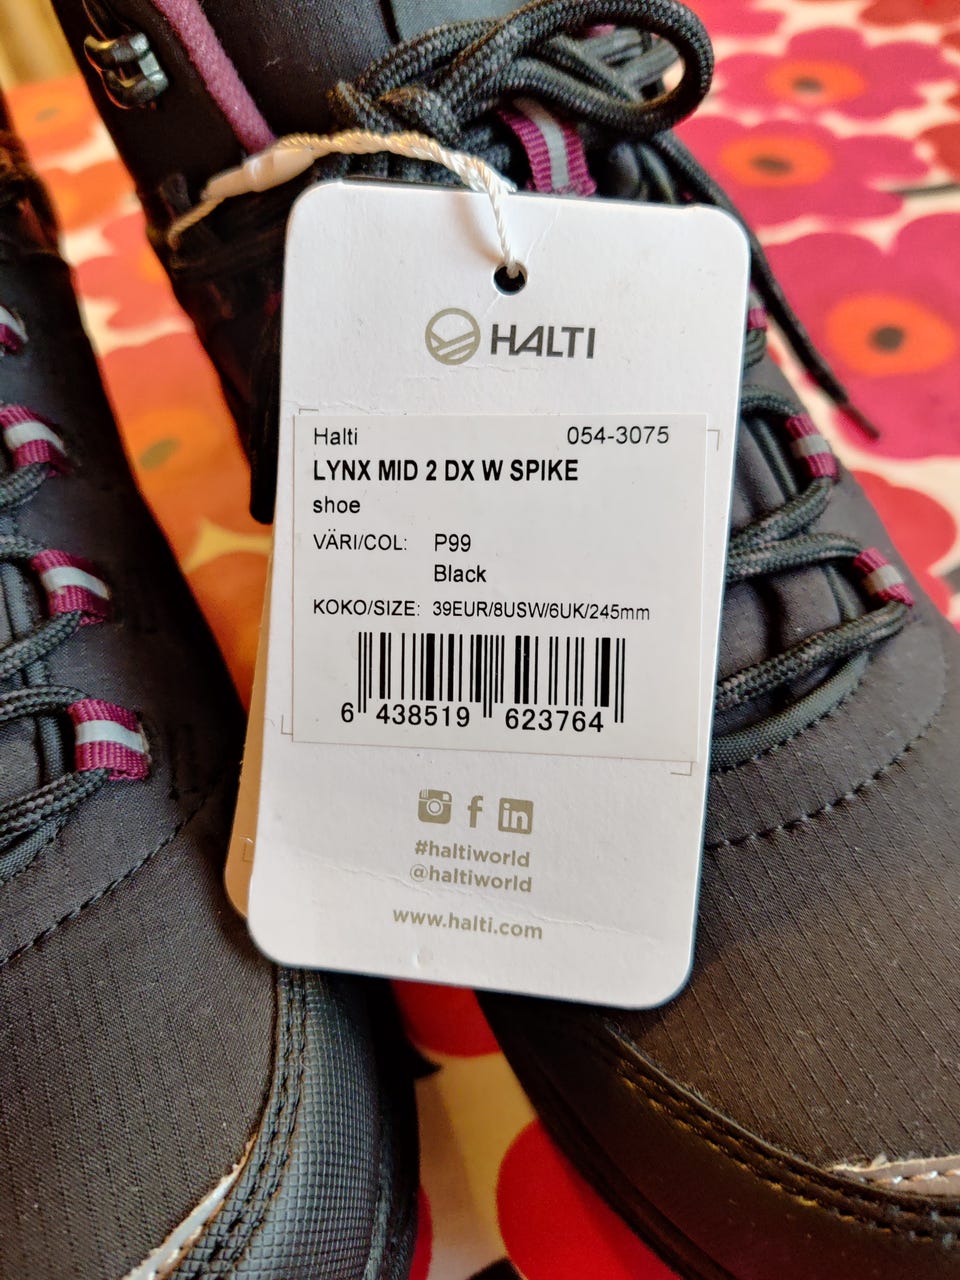 HALTI
Halti 054-3075
LYNX MID 2 DX W SPIKE
shoe
VÄRI/COL: P99
Black
KOKO/SIZE: 39EUR/8USW/6UK/245mm
6 438519 623764
#haltiworld
@haltiworld
www.halti.com